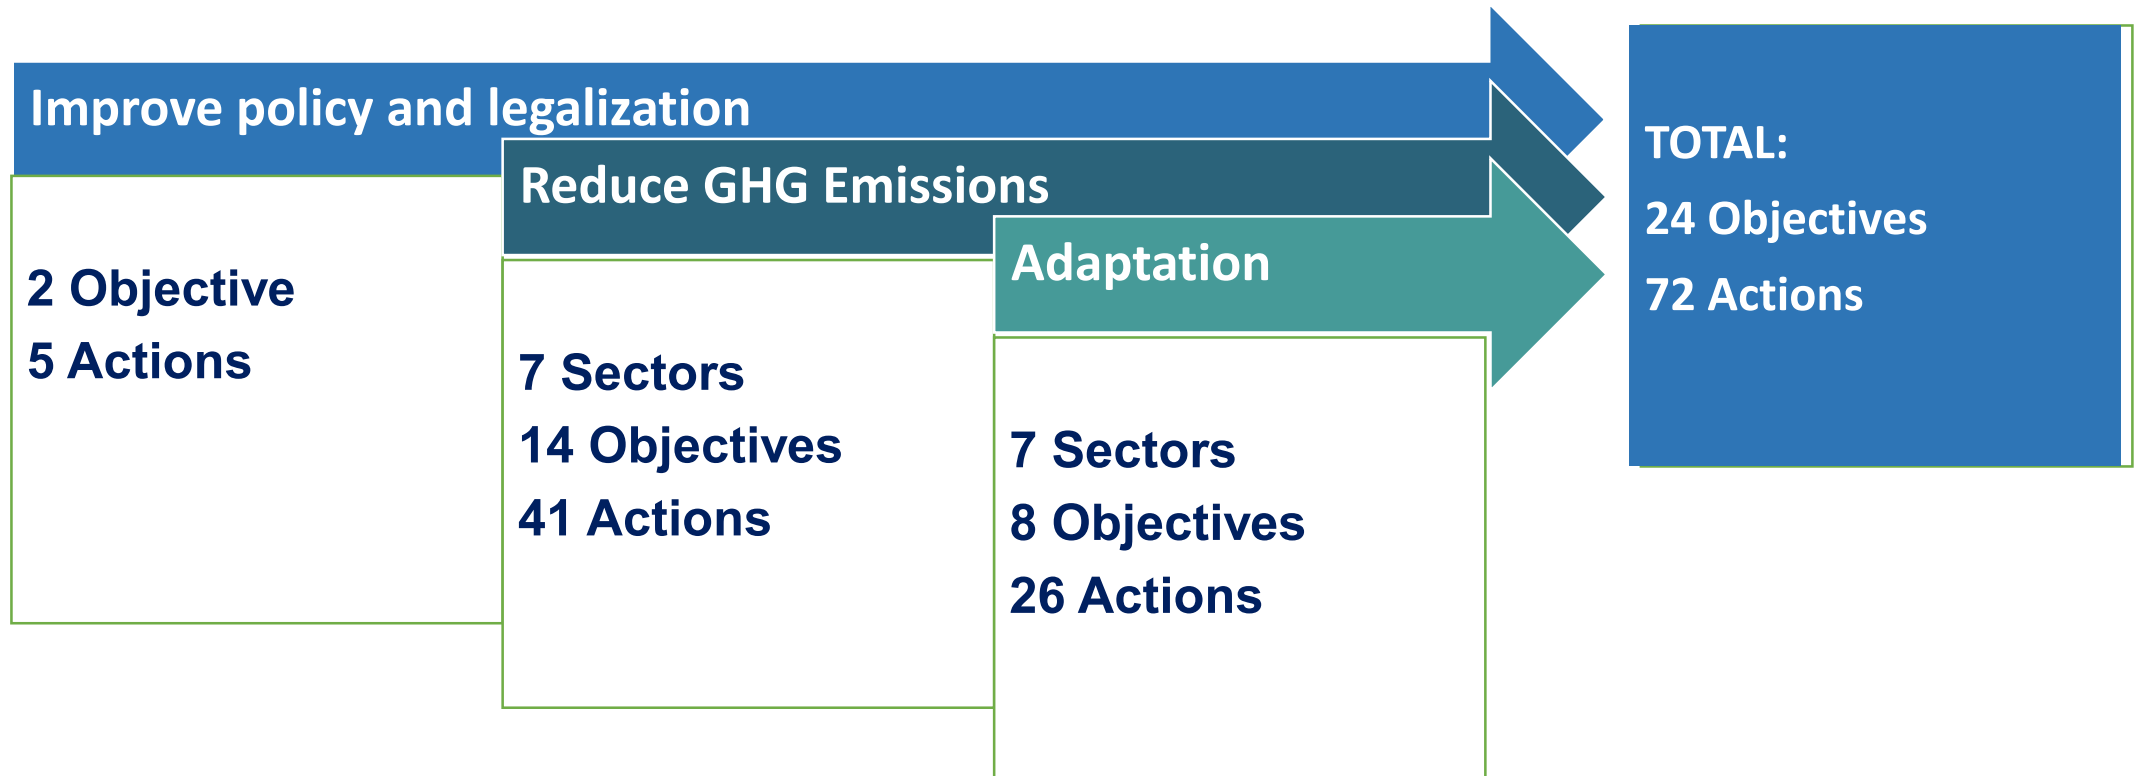 Improve policy and legalization
2 Objective
5 Actions
Reduce GHG Emissions
7 Sectors
14 Objectives
41 Actions
Adaptation
7 Sectors
8 Objectives
26 Actions
TOTAL:
24 Objectives
72 Actions